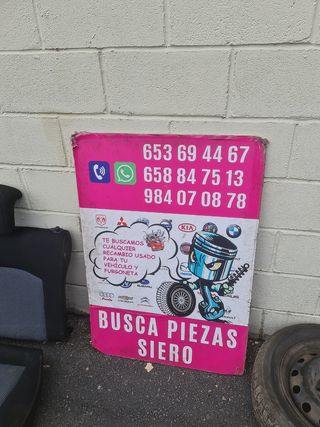 653 69 44 67
658 84 75 13
984 07 08 78
TE BUSCAMOS
CUALQUIER
RECAMBIO USADO
PARA TU
VEHÍCULO Y
FURGONETA
KIA
BUSCA PIEZAS
SIERO